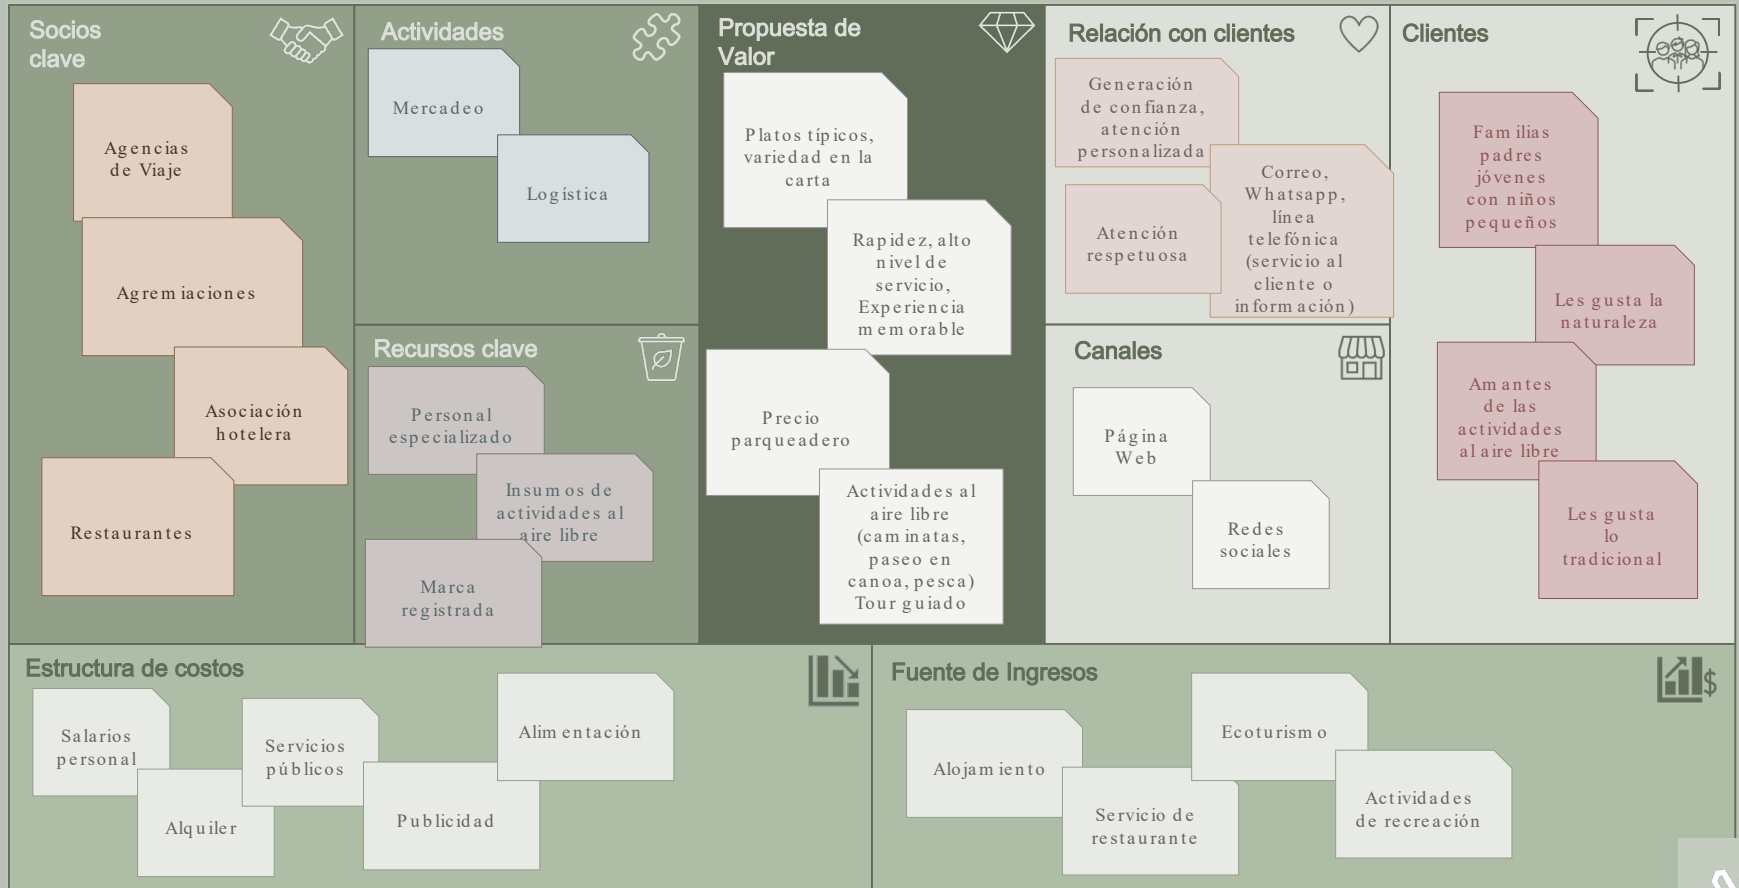 Socios
clave
Agencias
de Viaje
Agremiaciones
Asociación
hotelera
Restaurantes
Actividades
Mercadeo
Logística
Recursos clave
Personal
especializado
Insumos de
actividades al
aire libre
Marca
registrada
Propuesta de
Valor
Platos típicos,
variedad en la
carta
Rapidez, alto
nivel de
servicio,
Experiencia
memorable
Precio
parqueadero
Actividades al
aire libre
(caminatas,
paseo en
canoa, pesca)
Tour guiado
Relación con clientes
Generación
de confianza,
atención
personalizada
Correo,
Whatsapp,
línea
telefónica
(servicio al
cliente o
información)
Atención
respetuosa
Canales
Página
Web
Redes
sociales
Clientes
Familias
padres
jóvenes
con niños
pequeños
Les gusta la
naturaleza
Amantes
de las
actividades
al aire libre
Les gusta
lo
tradicional
Estructura de costos
Salarios
personal
Alquiler
Servicios
públicos
Publicidad
Alimentación
Fuente de Ingresos
$
Alojamiento
Servicio de
restaurante
Ecoturismo
Actividades
de recreación